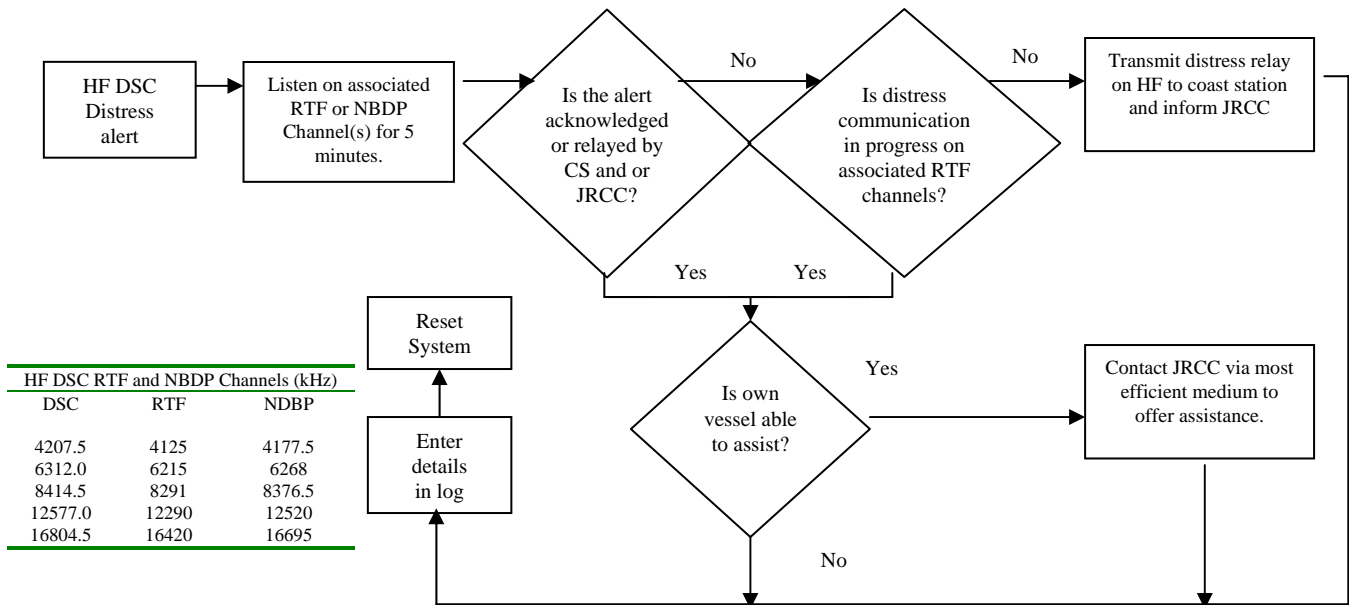 HF DSC
Distress
alert
Listen on associated
RTF or NBDP
Channel(s) for 5
minutes.
Is the alert
acknowledged
or relayed by
CS and or
JRCC?
No
Is distress
communication
in progress on
associated RTF
channels?
No
Transmit distress relay
on HF to coast station
and inform JRCC
Yes
Yes
Reset
System
HF DSC RTF and NBDP Channels (kHz)
DSC RTF NDBP
4207.5 4125 4177.5
6312.0 6215 6268
8414.5 8291 8376.5
12577.0 12290 12520
16804.5 16420 16695
Enter
details
in log
Is own
vessel able
to assist?
Yes
Contact JRCC via most
efficient medium to
offer assistance.
No